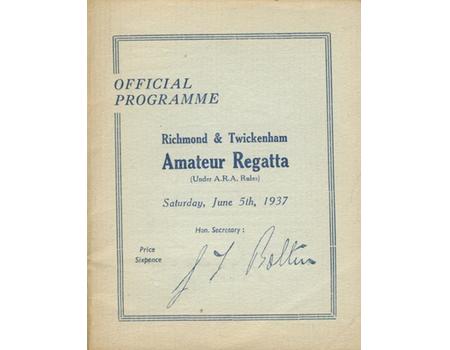 OFFICIAL
PROGRAMME
Richmond & Twickenham
Amateur Regatta
(Under A.R.A. Rules)
Saturday, June 5th, 1937
Hon. Secretary:
Price
Sixpence